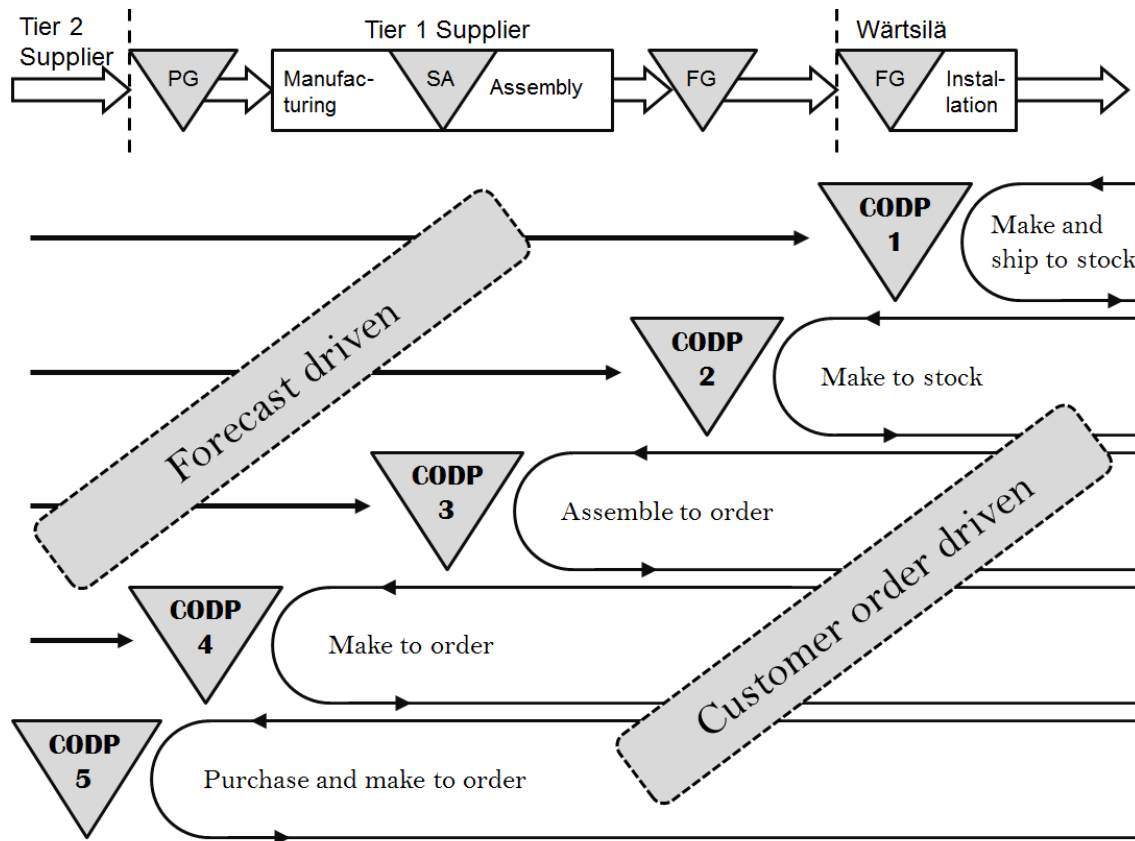 Tier 2
Supplier
Tier 1 Supplier
Wärtsilä
PG
Manufac-
turing
SA
Assembly
FG
FG
Instal-
lation
CODP
1
Make and
ship to stock
Forecast driven
CODP
2
Make to stock
CODP
3
Assemble to order
Customer order driven
CODP
4
Make to order
CODP
5
Purchase and make to order